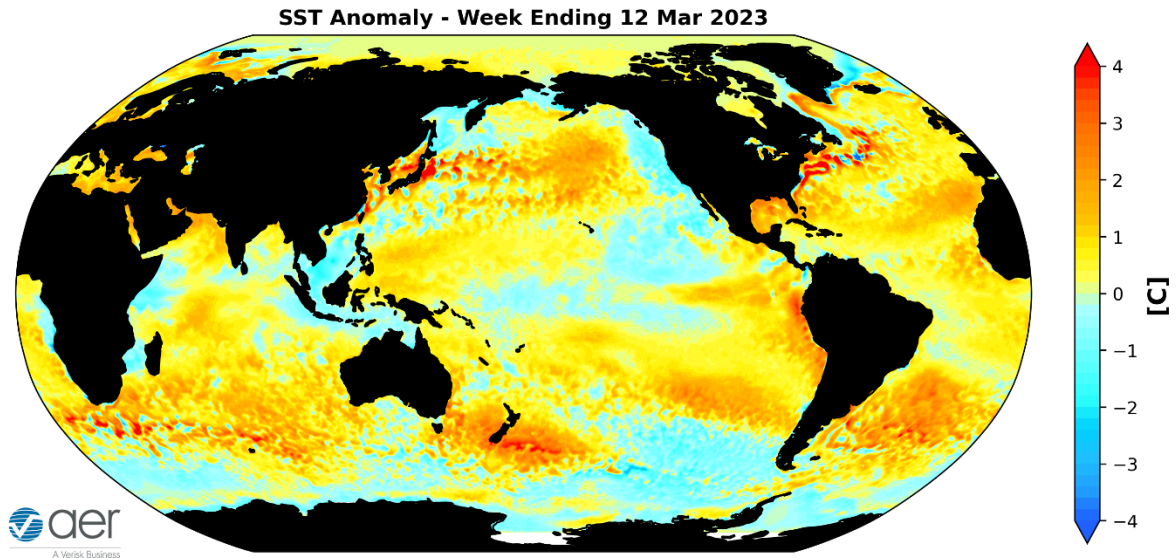 SST Anomaly - Week Ending 12 Mar 2023
4
3
2
1
0
−1
−2
−3
−4
[C]
aer
A Verisk Business